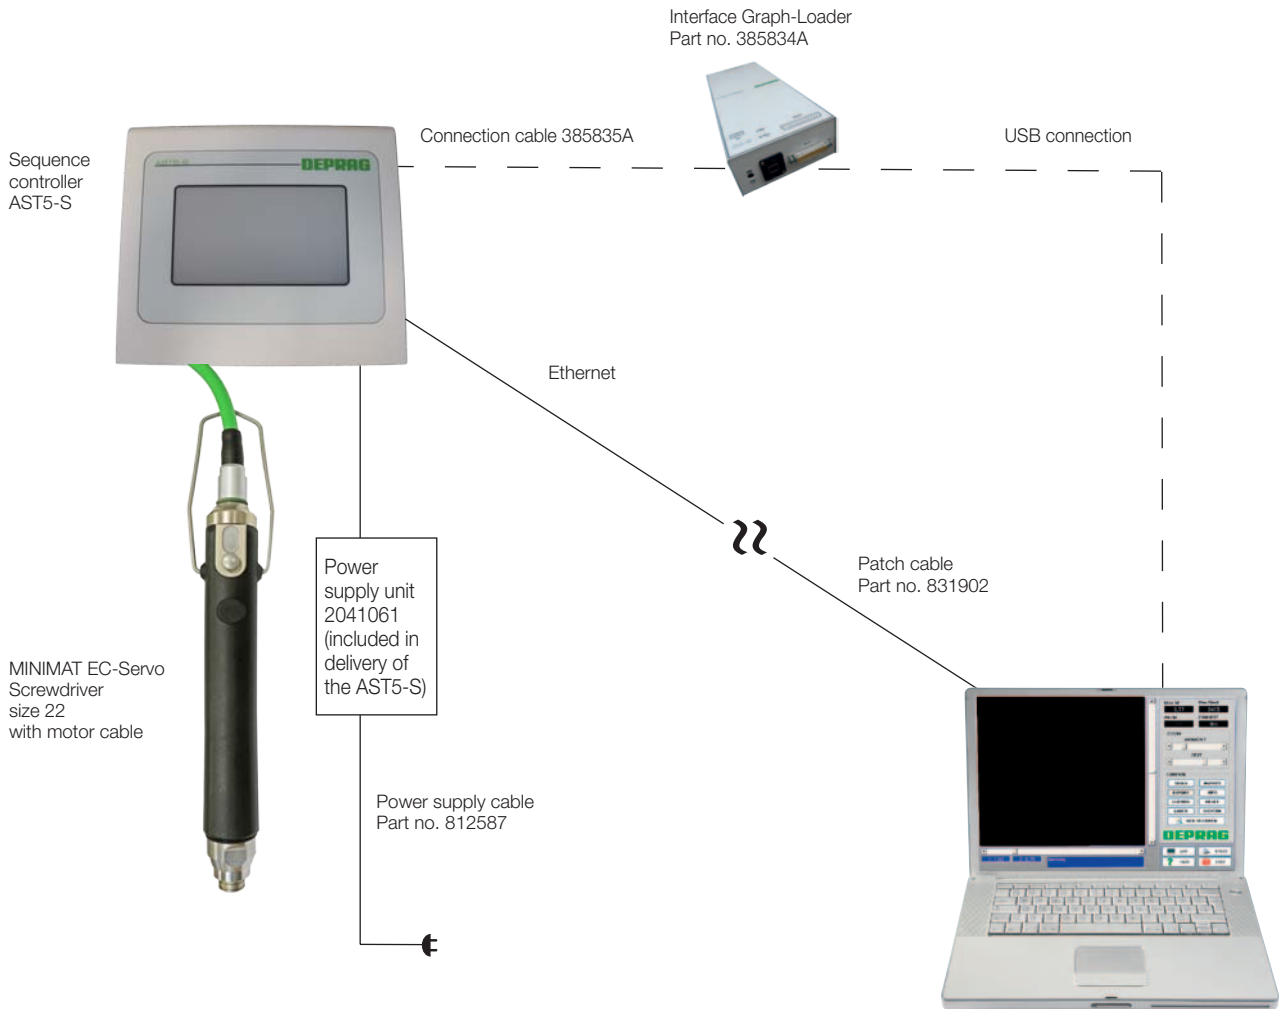 Interface Graph-Loader
Part no. 385834A
Connection cable 385835A
USB connection
Sequence
controller
AST5-S
DEPRAG
Ethernet
Power
supply unit
2041061
(included in
delivery of
the AST5-S)
Patch cable
Part no. 831902
MINIMAT EC-Servo
Screwdriver
size 22
with motor cable
Power supply cable
Part no. 812587
DEPRAG